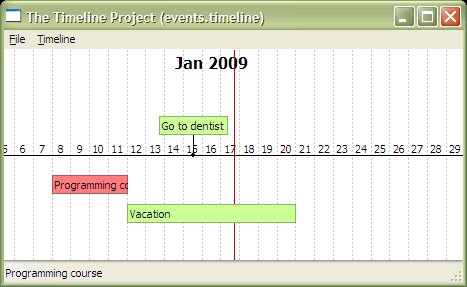 The Timeline Project (events.timeline)
File Timeline
Jan 2009
Go to dentist
5 6 7 8 9 10 11 12 13 14 15 16 17 18 19 20 21 22 23 24 25 26 27 28 29
Programming co
Vacation
Programming course